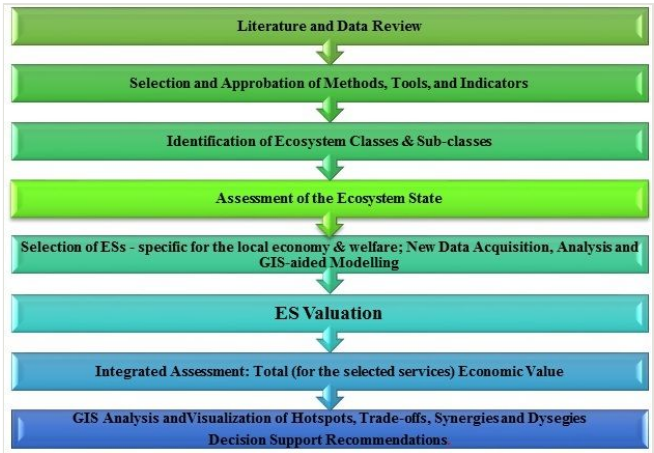 Literature and Data Review
Selection and Approbation of Methods, Tools, and Indicators
Identification of Ecosystem Classes & Sub-classes
Assessment of the Ecosystem State
Selection of ESs - specific for the local economy & welfare; New Data Acquisition, Analysis and
GIS-aided Modelling
ES Valuation
Integrated Assessment: Total (for the selected services) Economic Value
GIS Analysis andVisualization of Hotspots, Trade-offs, Synergies and Dysegies
Decision Support Recommendations.